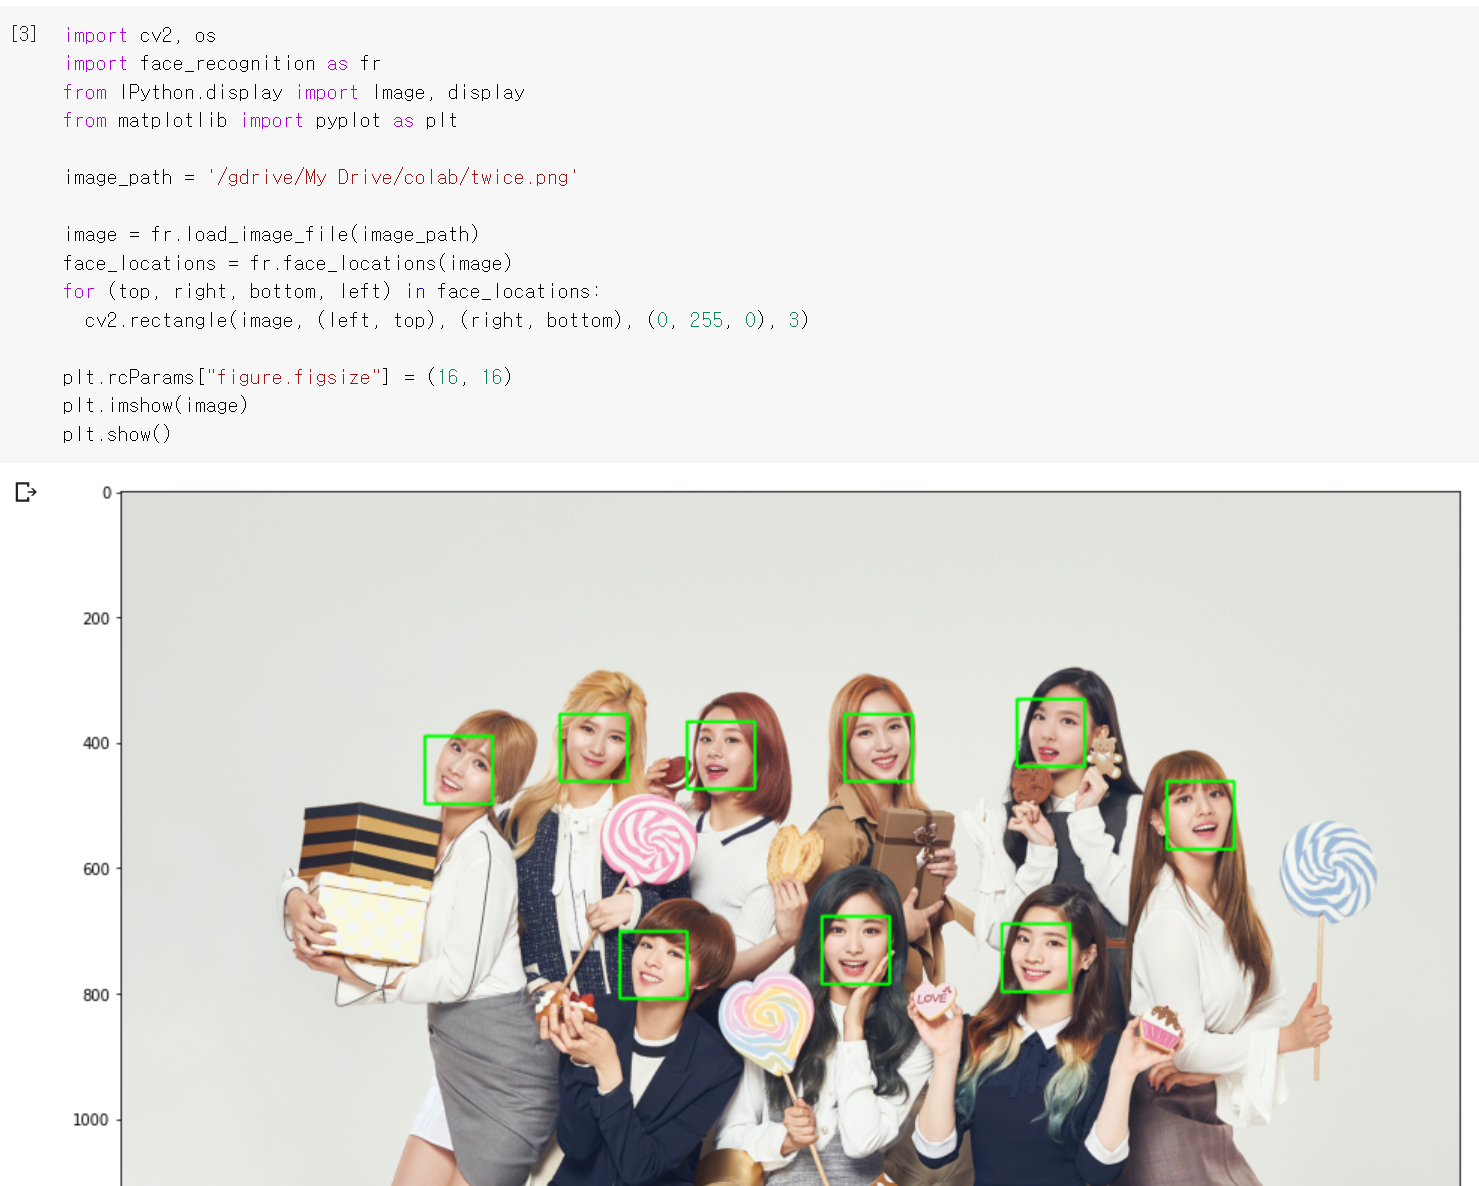 [3] import cv2, os
import face_recognition as fr
from IPython.display import Image, display
from matplotlib import pyplot as plt
image_path = '/gdrive/My Drive/colab/twice.png'
image = fr.load_image_file(image_path)
face_locations = fr.face_locations(image)
for (top, right, bottom, left) in face_locations:
  cv2.rectangle(image, (left, top), (right, bottom), (0, 255, 0), 3)
plt.rcParams["figure.figsize"] = (16, 16)
plt.imshow(image)
plt.show()
0
200
400
600
800
LOVE
1000